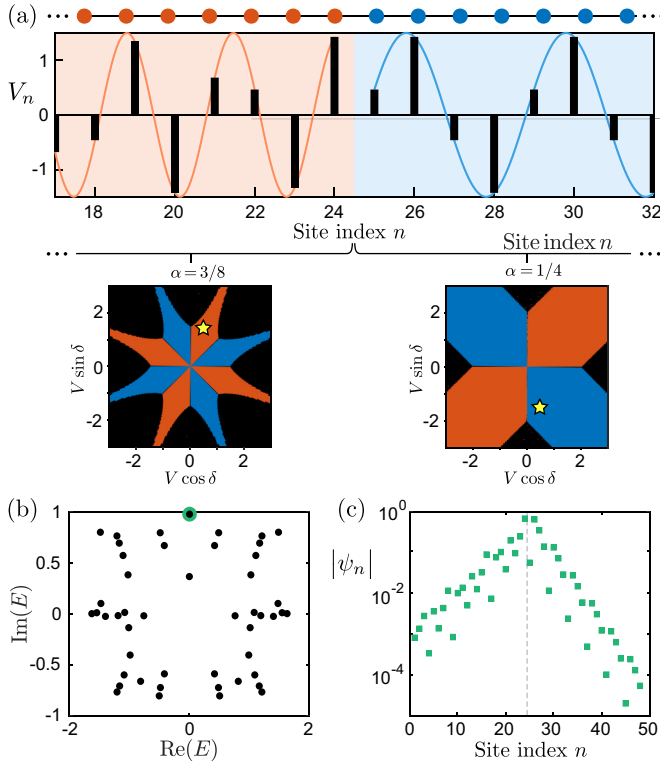 (a)
V_n
1
0
-1
18 20 22 24 26 28 30 32
Site index n
Site index n
α = 3/8
α = 1/4
V sin δ
2
0
-2
-2 0 2
V cos δ
V sin δ
2
0
-2
-2 0 2
V cos δ
(b)
Im(E)
1
0.5
0
-0.5
-1
-2 0 2
Re(E)
(c)
|ψ_n|
10^0
10^-2
10^-4
0 10 20 30 40 50
Site index n